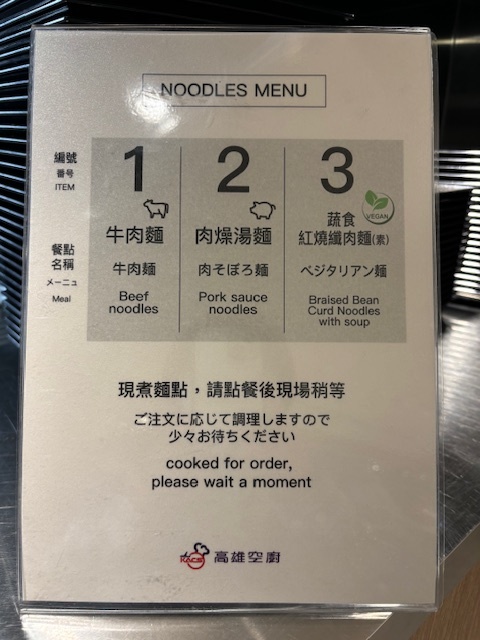 NOODLES MENU
編號
番号
ITEM
1
2
3
VEGAN
餐點
名稱
メーニュ
Meal
牛肉麵
牛肉麺
Beef
noodles
肉燥湯麵
肉そぼろ麺
Pork sauce
noodles
蔬食
紅燒纖肉麵(素)
ベジタリアン麺
Braised Bean
Curd Noodles
with soup
現煮麵點，請點餐後現場稍等
ご注文に応じて調理しますので
少々お待ちください
cooked for order,
please wait a moment
KACS 高雄空廚